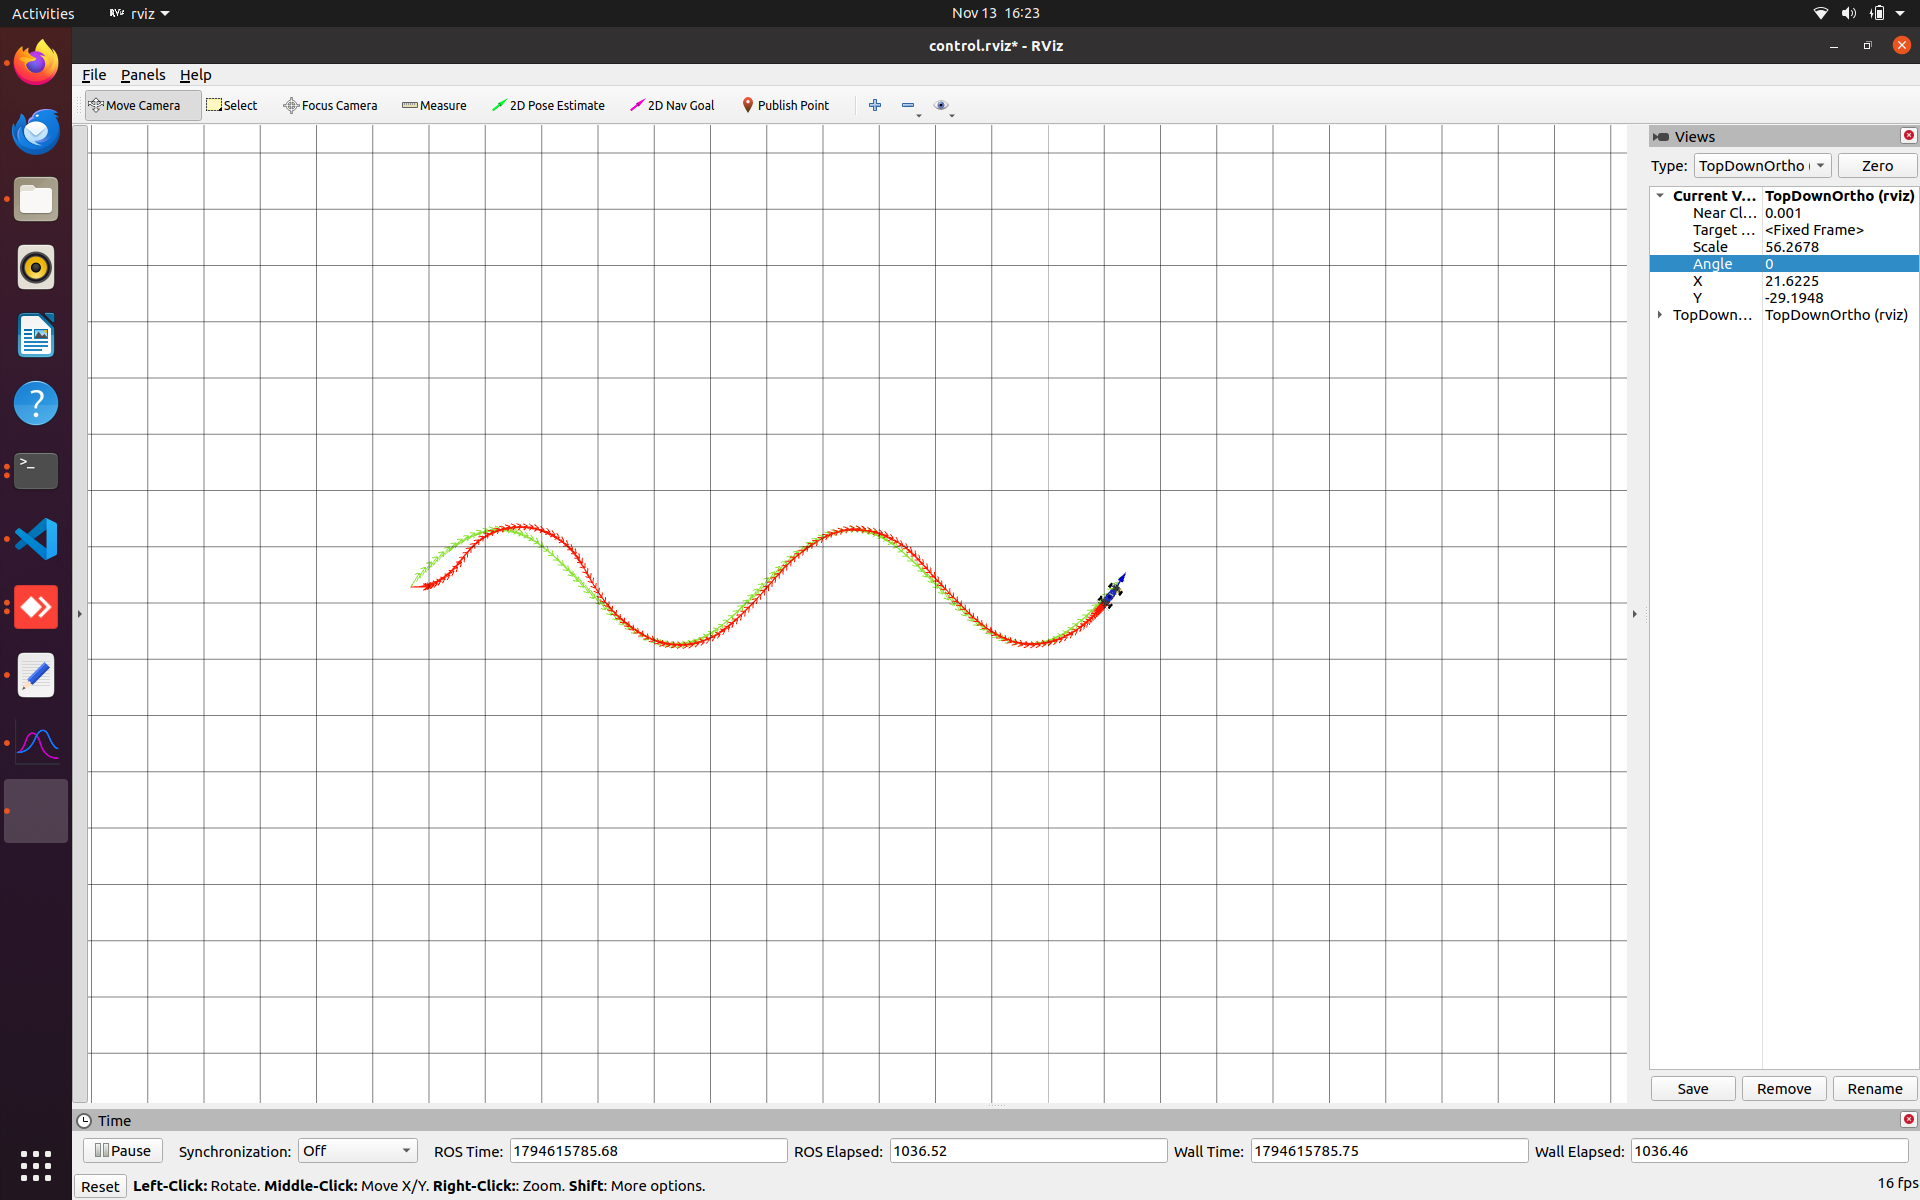 Activities rviz Nov 13 16:23
control.rviz* - RViz
File Panels Help
Move Camera Select Focus Camera Measure 2D Pose Estimate 2D Nav Goal Publish Point
Views
Type: TopDownOrtho ( Zero
Current V... TopDownOrtho (rviz)
Near Cl... 0.001
Target ... <Fixed Frame>
Scale 56.2678
Angle 0
X 21.6225
Y -29.1948
TopDown... TopDownOrtho (rviz)
Save Remove Rename
Time
Pause Synchronization: Off ROS Time: 1794615785.68 ROS Elapsed: 1036.52 Wall Time: 1794615785.75 Wall Elapsed: 1036.46
Reset Left-Click: Rotate. Middle-Click: Move X/Y. Right-Click:: Zoom. Shift: More options. 16 fps